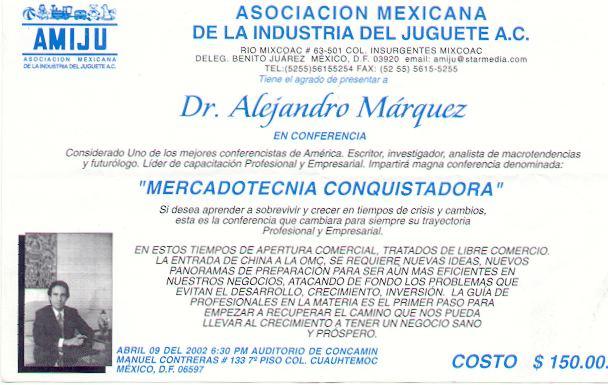 AMIJU
ASOCIACION MEXICANA
DE LA INDUSTRIA DEL JUGUETE A.C.
ASOCIACION MEXICANA
DE LA INDUSTRIA DEL JUGUETE A.C.
RIO MIXCOAC # 63-501 COL. INSURGENTES MIXCOAC
DELEG. BENITO JUÁREZ MÉXICO, D.F. 03920 email: amiju@starmedia.com
TEL:(5255)56155254 FAX: (52 55) 5615-5255
Tiene el agrado de presentar a
Dr. Alejandro Márquez
EN CONFERENCIA
Considerado Uno de los mejores conferencistas de América. Escritor, investigador, analista de macrotendencias
y futurólogo. Líder de capacitación Profesional y Empresarial. Impartirá magna conferencia denominada:
"MERCADOTECNIA CONQUISTADORA"
Si desea aprender a sobrevivir y crecer en tiempos de crisis y cambios,
esta es la conferencia que cambiara para siempre su trayectoria
Profesional y Empresarial.
EN ESTOS TIEMPOS DE APERTURA COMERCIAL, TRATADOS DE LIBRE COMERCIO.
LA ENTRADA DE CHINA A LA OMC, SE REQUIERE NUEVAS IDEAS, NUEVOS
PANORAMAS DE PREPARACIÓN PARA SER AÚN MAS EFICIENTES EN
NUESTROS NEGOCIOS, ATACANDO DE FONDO LOS PROBLEMAS QUE
EVITAN EL DESARROLLO, CRECIMIENTO, INVERSIÓN. LA GUÍA DE
PROFESIONALES EN LA MATERIA ES EL PRIMER PASO PARA
EMPEZAR A RECUPERAR EL CAMINO QUE NOS PUEDA
LLEVAR AL CRECIMIENTO A TENER UN NEGOCIO SANO
Y PRÓSPERO.
ABRIL 09 DEL 2002 6:30 PM AUDITORIO DE CONCAMIN
MANUEL CONTRERAS # 133 7º PISO COL. CUAUHTEMOC
MÉXICO, D.F. 06597
COSTO $ 150.00